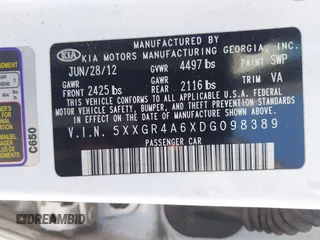 KIA KIA MOTORS MANUFACTURING GEORGIA, INC.
JUN/28/12 GVWR 4497 lbs PAINT SWP
GAWR GAWR
FRONT 2425 lbs REAR 2116 lbs TRIM VA
THIS VEHICLE CONFORMS TO ALL APPLICABLE FEDERAL MOTOR
VEHICLE SAFETY, BUMPER, AND THEFT PREVENTION STANDARDS
IN EFFECT ON THE DATE OF MANUFACTURE SHOWN ABOVE.
V.I.N. 5XXGR4A6XDG098389
PASSENGER CAR
C650
DREAMBID